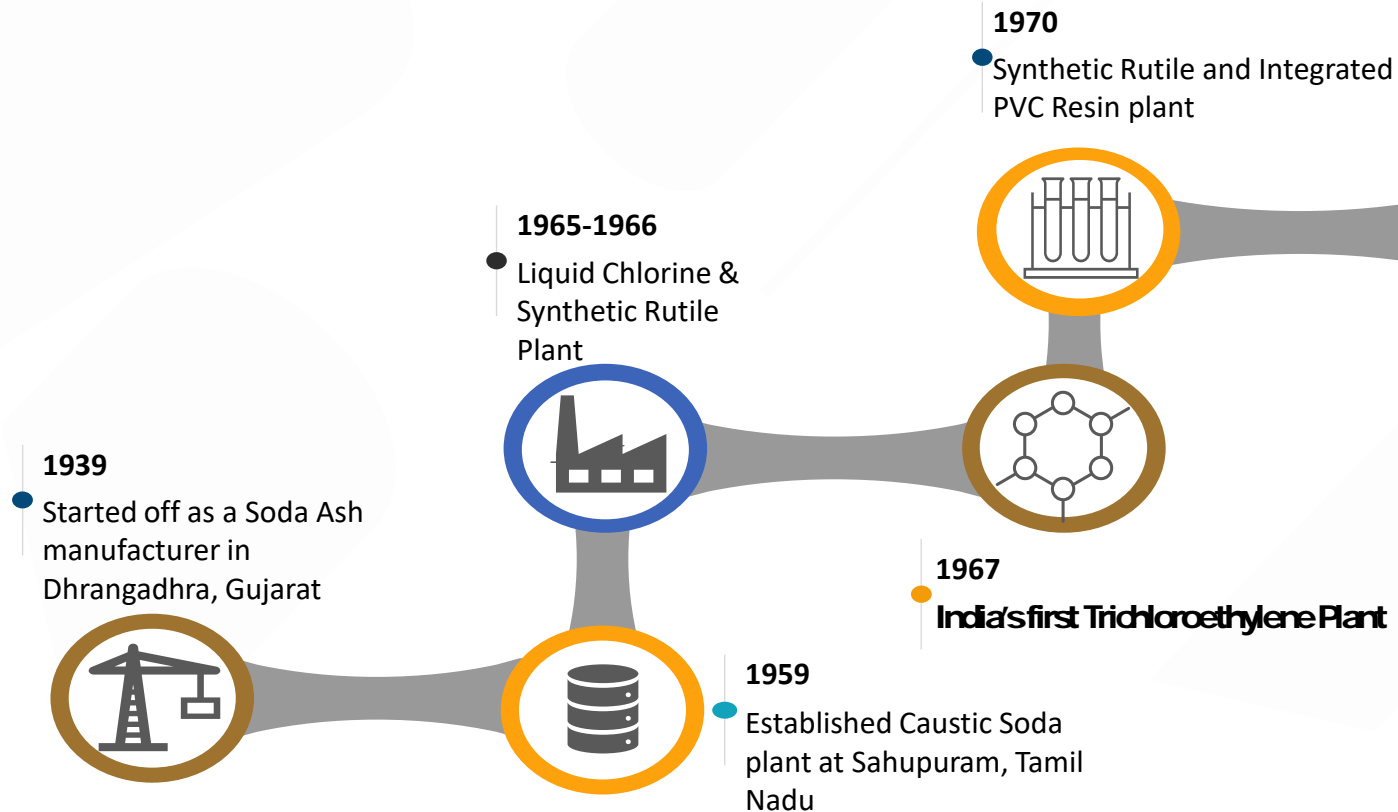 1939
Started off as a Soda Ash
manufacturer in
Dhrangadhra, Gujarat
1959
Established Caustic Soda
plant at Sahupuram, Tamil
Nadu
1965-1966
Liquid Chlorine &
Synthetic Rutile
Plant
1967
India's first Trichloroethylene Plant
1970
Synthetic Rutile and Integrated
PVC Resin plant